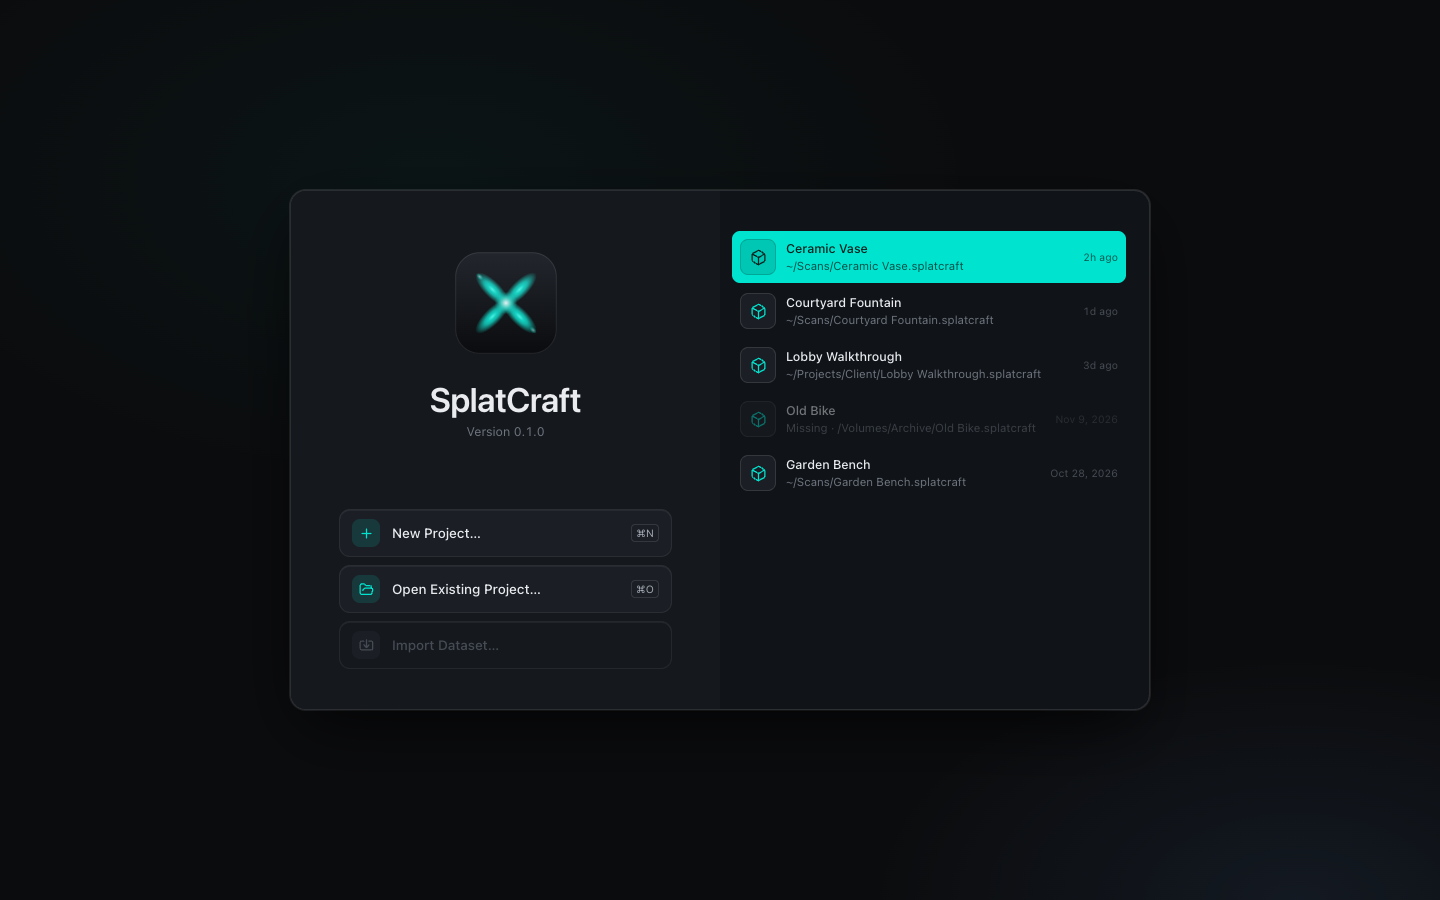 SplatCraft
Version 0.1.0
New Project...
⌘N
Open Existing Project...
⌘O
Import Dataset...
Ceramic Vase
~/Scans/Ceramic Vase.splatcraft
2h ago
Courtyard Fountain
~/Scans/Courtyard Fountain.splatcraft
1d ago
Lobby Walkthrough
~/Projects/Client/Lobby Walkthrough.splatcraft
3d ago
Old Bike
Missing · /Volumes/Archive/Old Bike.splatcraft
Nov 9, 2026
Garden Bench
~/Scans/Garden Bench.splatcraft
Oct 28, 2026